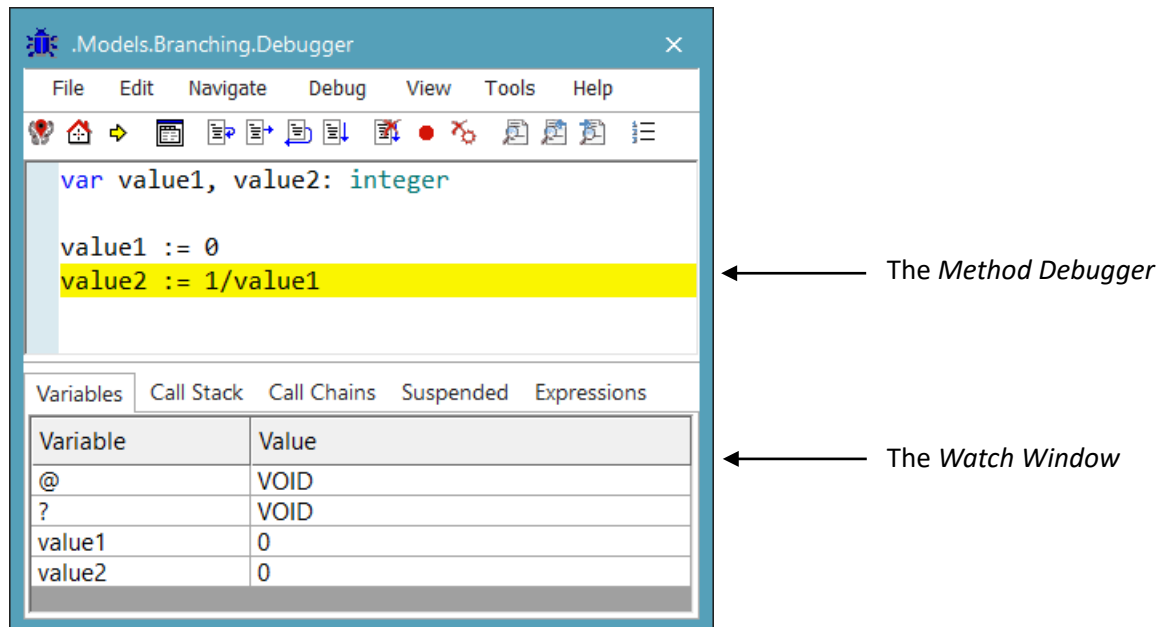 .Models.Branching.Debugger
File Edit Navigate Debug View Tools Help
var value1, value2: integer
value1 := 0
value2 := 1/value1
The Method Debugger
Variables Call Stack Call Chains Suspended Expressions
Variable Value
The Watch Window
@ VOID
? VOID
value1 0
value2 0